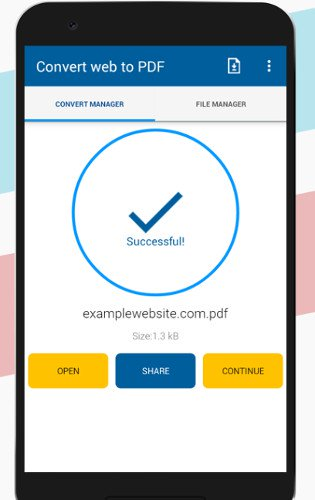 Convert web to PDF
CONVERT MANAGER FILE MANAGER
Successful!
examplewebsite.com.pdf
Size:1.3 kB
OPEN SHARE CONTINUE